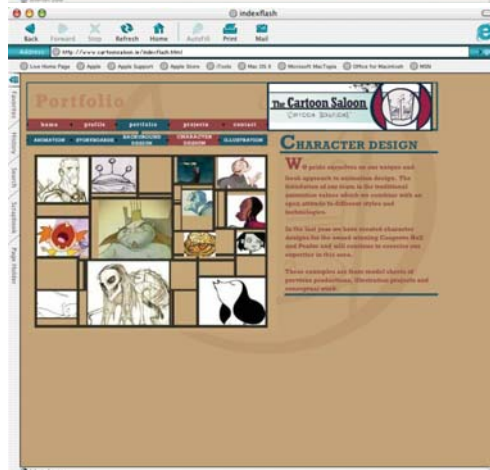 indexflash
Back Forward Stop Refresh Home AutoFill Print Mail
Address http://www.cartoonsaloon.ie/indexflash.html
Live Home Page Apple Apple Support Apple Store iTools Mac OS X Microsoft MacTopia Office for Macintosh MSN
Favorites
History
Search
Scrapbook
Page Holder
Portfolio
The Cartoon Saloon
home profile portfolio projects contact
ANIMATION STORYBOARDS BACKGROUND DESIGN CHARACTER DESIGN ILLUSTRATION
CHARACTER DESIGN
We pride ourselves on our unique and
fresh approach to animation design. The
foundation of our team is the traditional
animation values which we combine with an
open attitude to different styles and
technologies.
In the last year we have created character
designs for the award winning Cosgrove Hall
and Pepper and will continue to exercise our
expertise in this area.
These examples are from model sheets of
previous productions, illustration projects and
conceptual work.